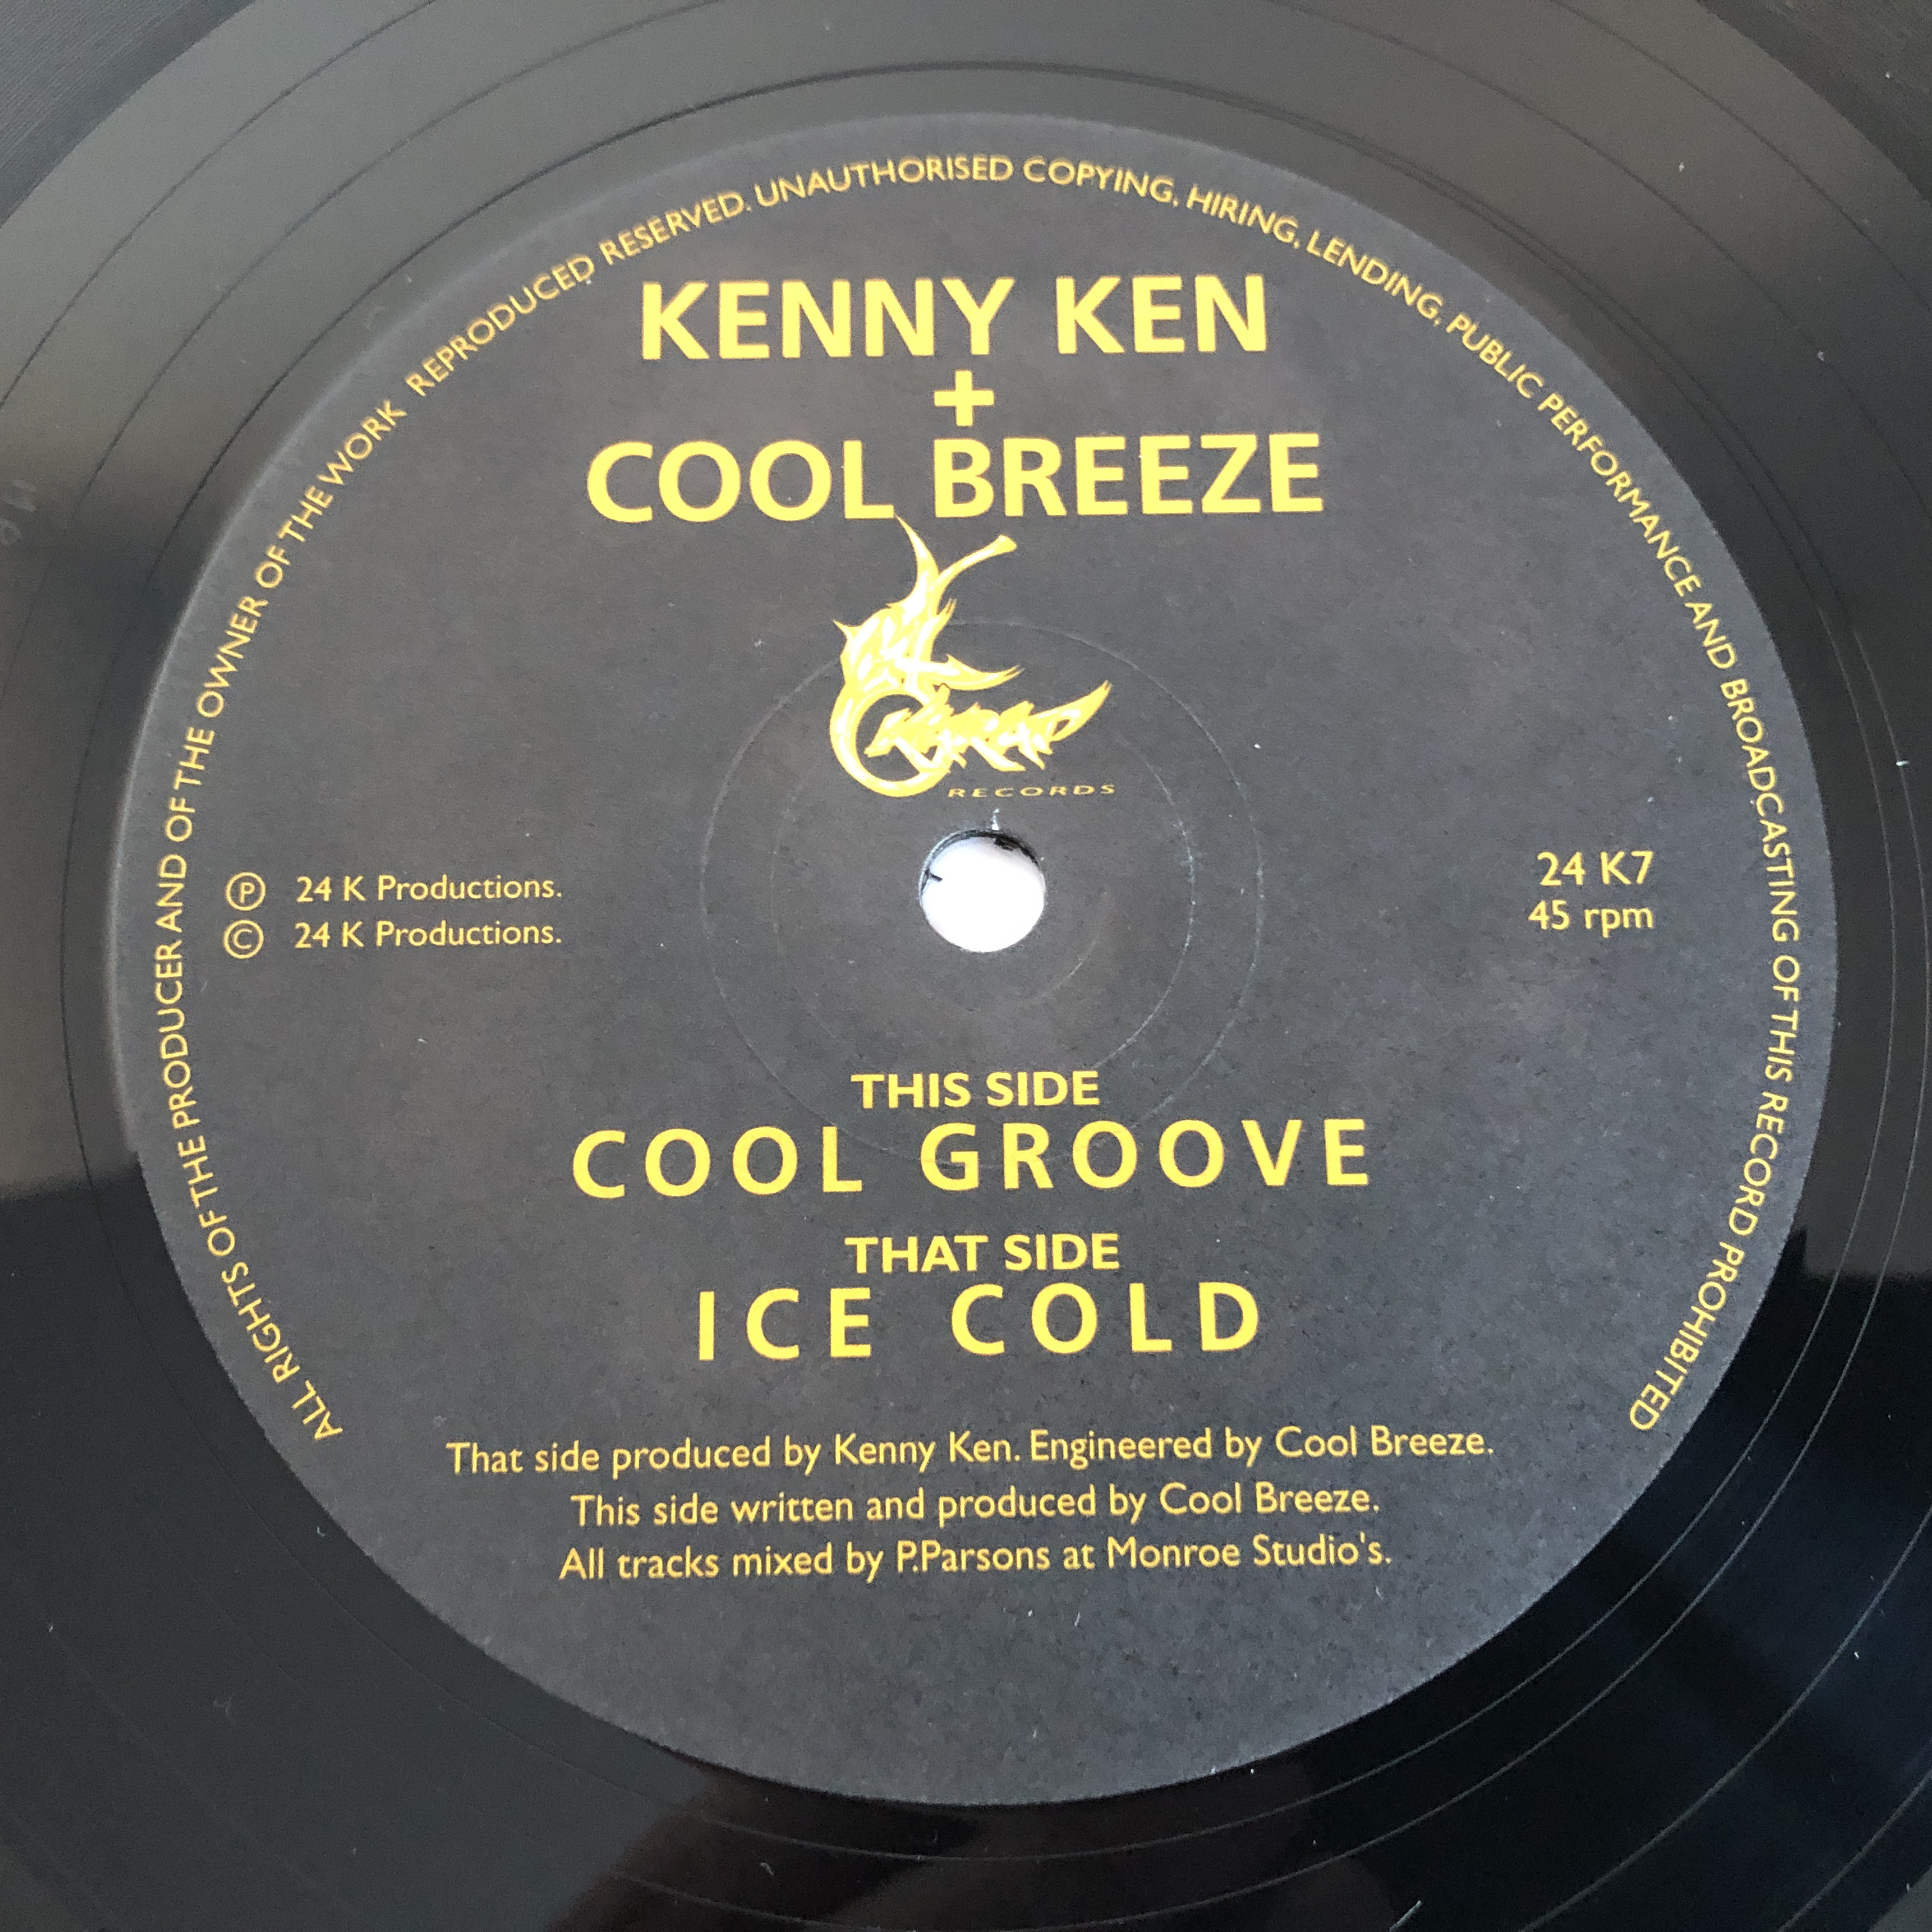 ALL RIGHTS OF THE PRODUCER AND OF THE OWNER OF THE WORK REPRODUCED RESERVED. UNAUTHORISED COPYING, HIRING, LENDING, PUBLIC PERFORMANCE AND BROADCASTING OF THIS RECORD PROHIBITED
KENNY KEN
+
COOL BREEZE
RECORDS
Ⓟ 24 K Productions.
© 24 K Productions.
24 K7
45 rpm
THIS SIDE
COOL GROOVE
THAT SIDE
ICE COLD
That side produced by Kenny Ken. Engineered by Cool Breeze.
This side written and produced by Cool Breeze.
All tracks mixed by P.Parsons at Monroe Studio's.